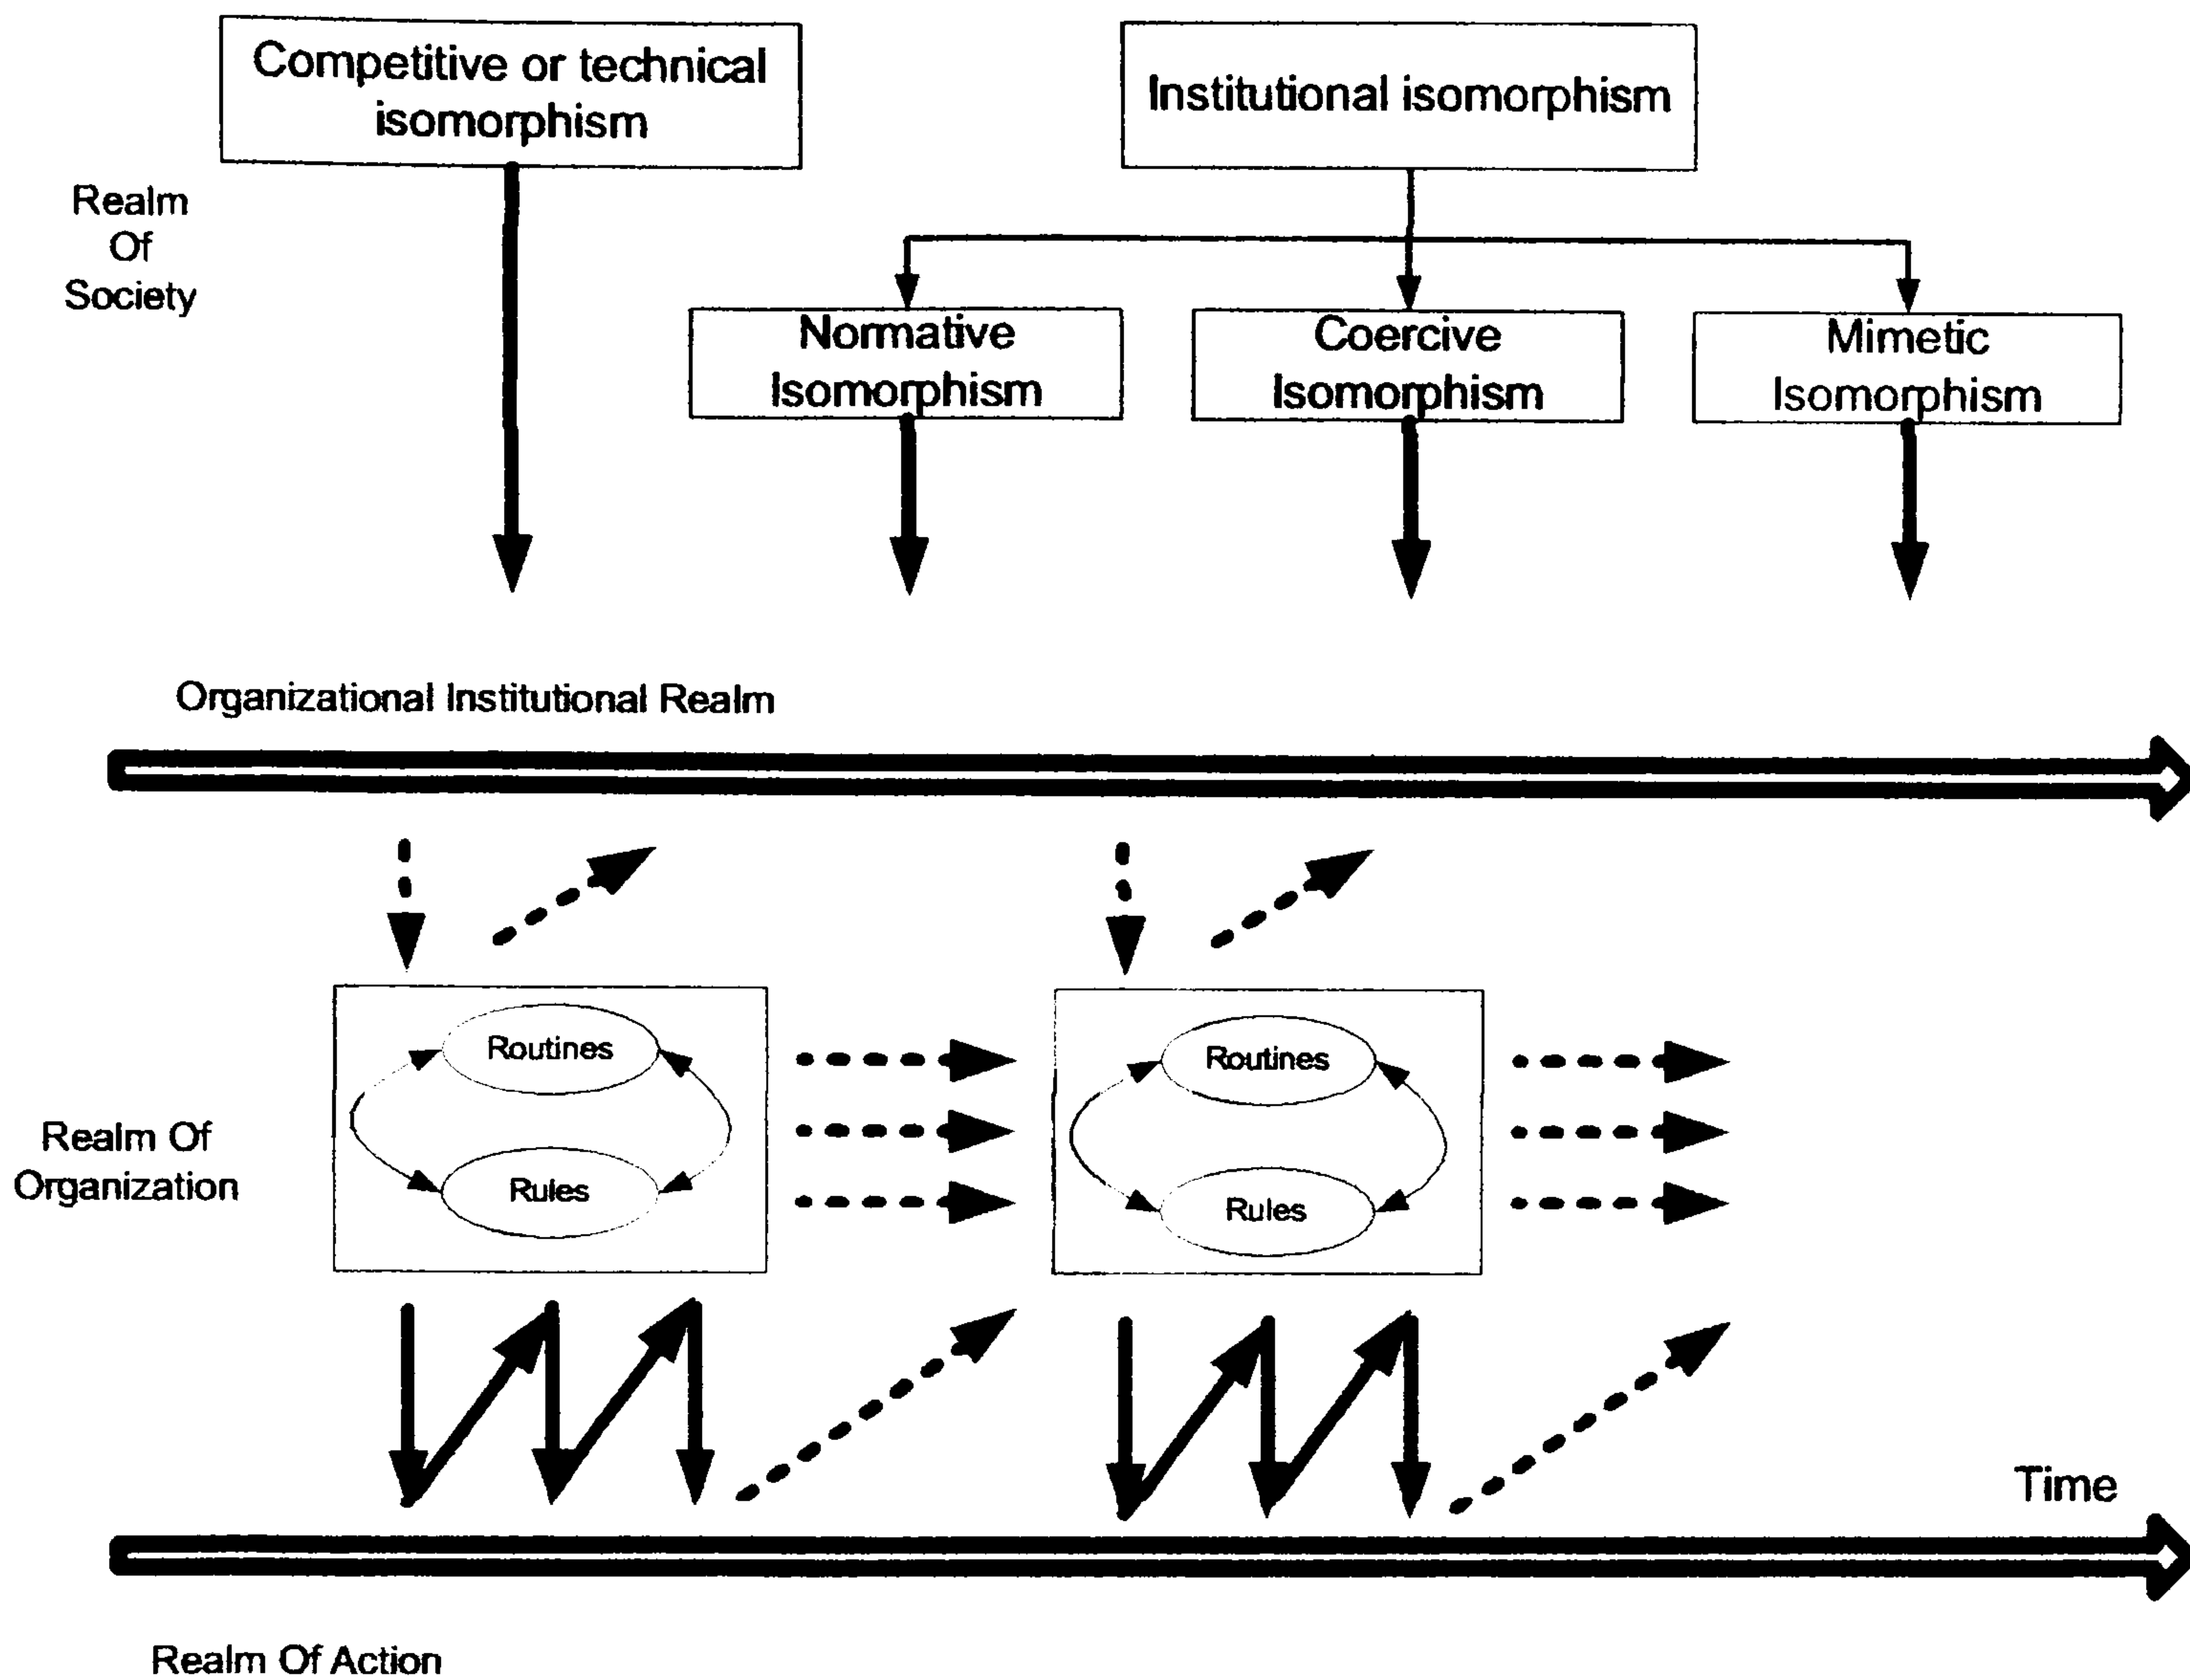 Competitive or technical
isomorphism
Institutional isomorphism
Realm
Of
Society
Normative
Isomorphism
Coercive
Isomorphism
Mimetic
Isomorphism
Organizational Institutional Realm
Routines
Rules
Routines
Rules
Realm Of
Organization
Time
Realm Of Action